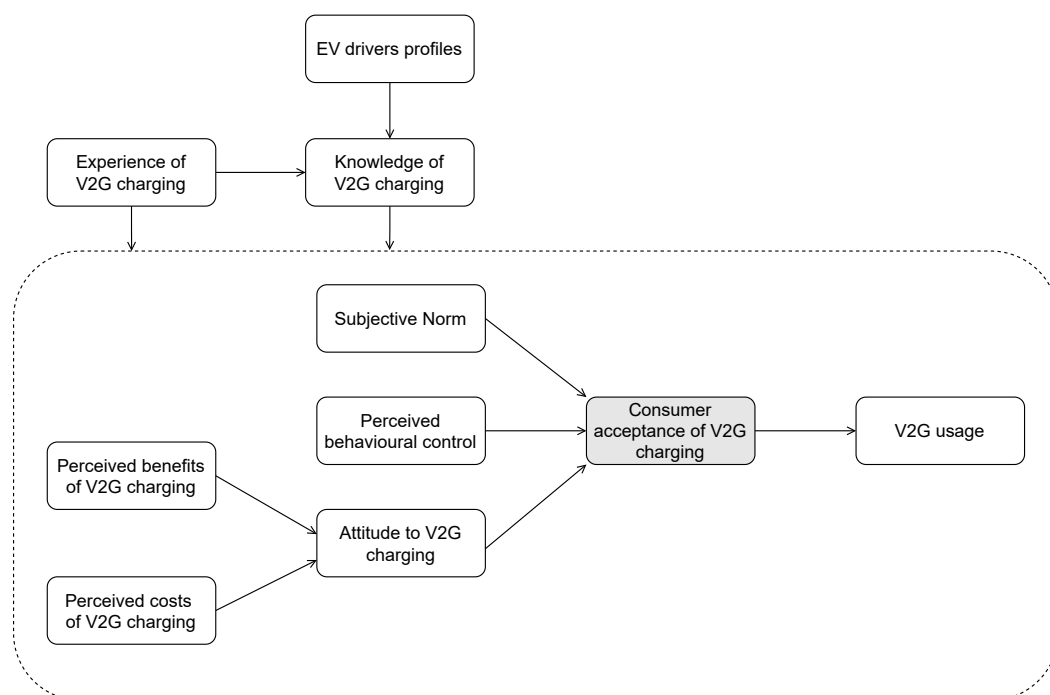 EV drivers profiles
Experience of
V2G charging
Knowledge of
V2G charging
Subjective Norm
Perceived
behavioural control
Consumer
acceptance of V2G
charging
V2G usage
Perceived benefits
of V2G charging
Attitude to V2G
charging
Perceived costs
of V2G charging